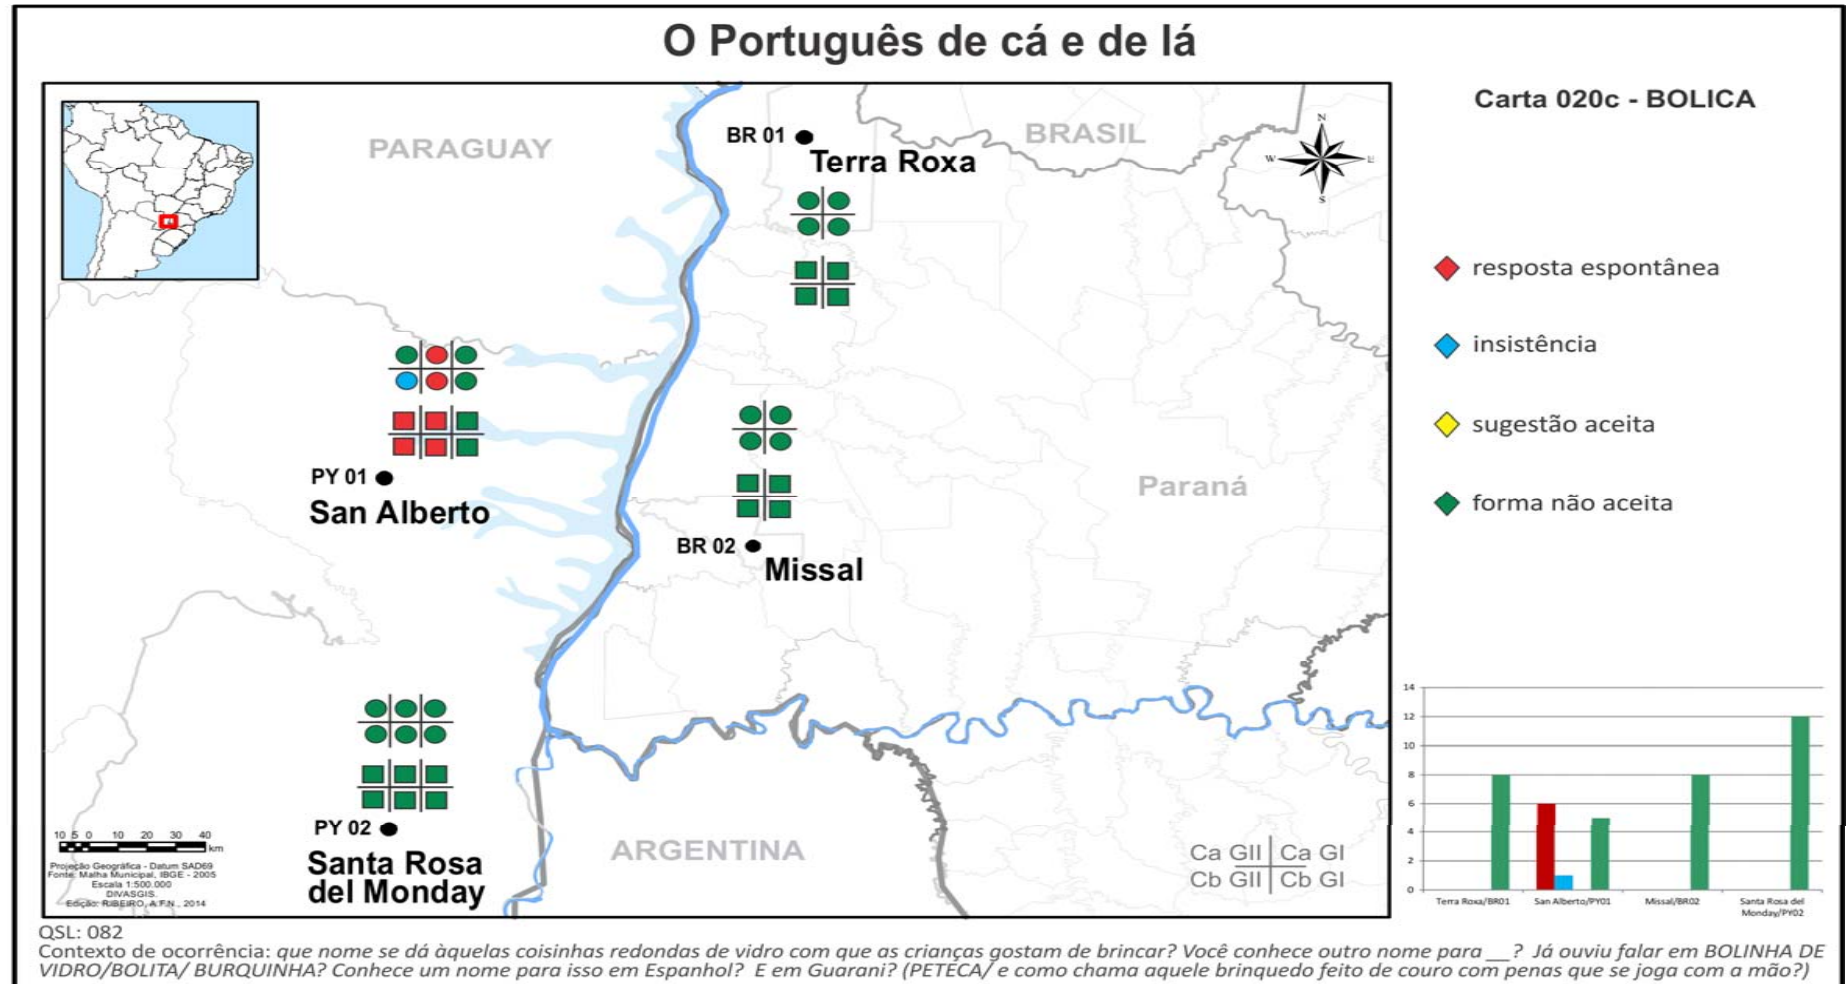 O Português de cá e de lá
Carta 020c - BOLICA
PARAGUAY
BRASIL
BR 01
Terra Roxa
N
W
E
S
resposta espontânea
insistência
sugestão aceita
forma não aceita
PY 01
San Alberto
Paraná
BR 02
Missal
PY 02
Santa Rosa
del Monday
ARGENTINA
Ca GII Ca GI
Cb GII Cb GI
10 5 0 10 20 30 40
km
Projeção Geográfica - Datum SAD69
Fonte: Malha Municipal, IBGE - 2005
Escala 1:500.000
DIVASGIS.
Edição: RIBEIRO, A.F.N., 2014
14
12
10
8
6
4
2
0
Terra Roxa/BR01 San Alberto/PY01 Missal/BR02 Santa Rosa del
Monday/PY02
QSL: 082
Contexto de ocorrência: que nome se dá àquelas coisinhas redondas de vidro com que as crianças gostam de brincar? Você conhece outro nome para __? Já ouviu falar em BOLINHA DE
VIDRO/BOLITA/ BURQUINHA? Conhece um nome para isso em Espanhol? E em Guarani? (PETECA/ e como chama aquele brinquedo feito de couro com penas que se joga com a mão?)